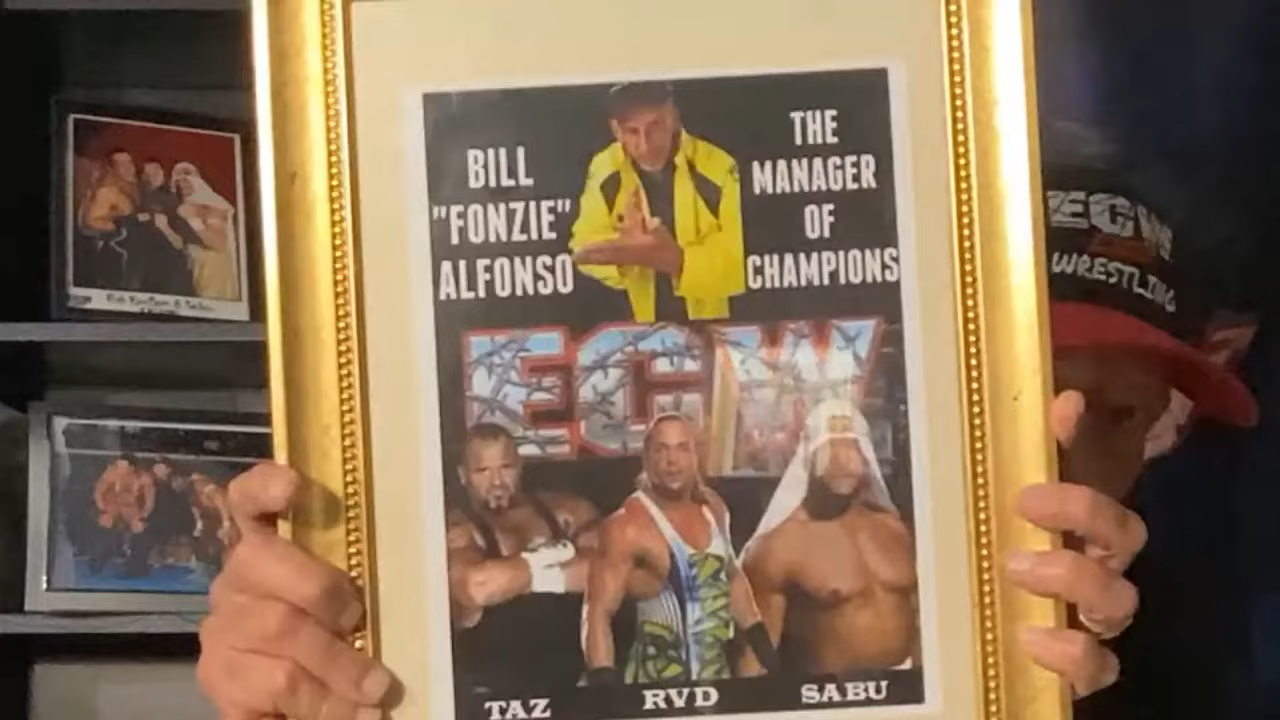 BILL
"FONZIE"
ALFONSO
THE
MANAGER
OF
CHAMPIONS
ECW
TAZ
RVD
SABU
ECW
WRESTLING